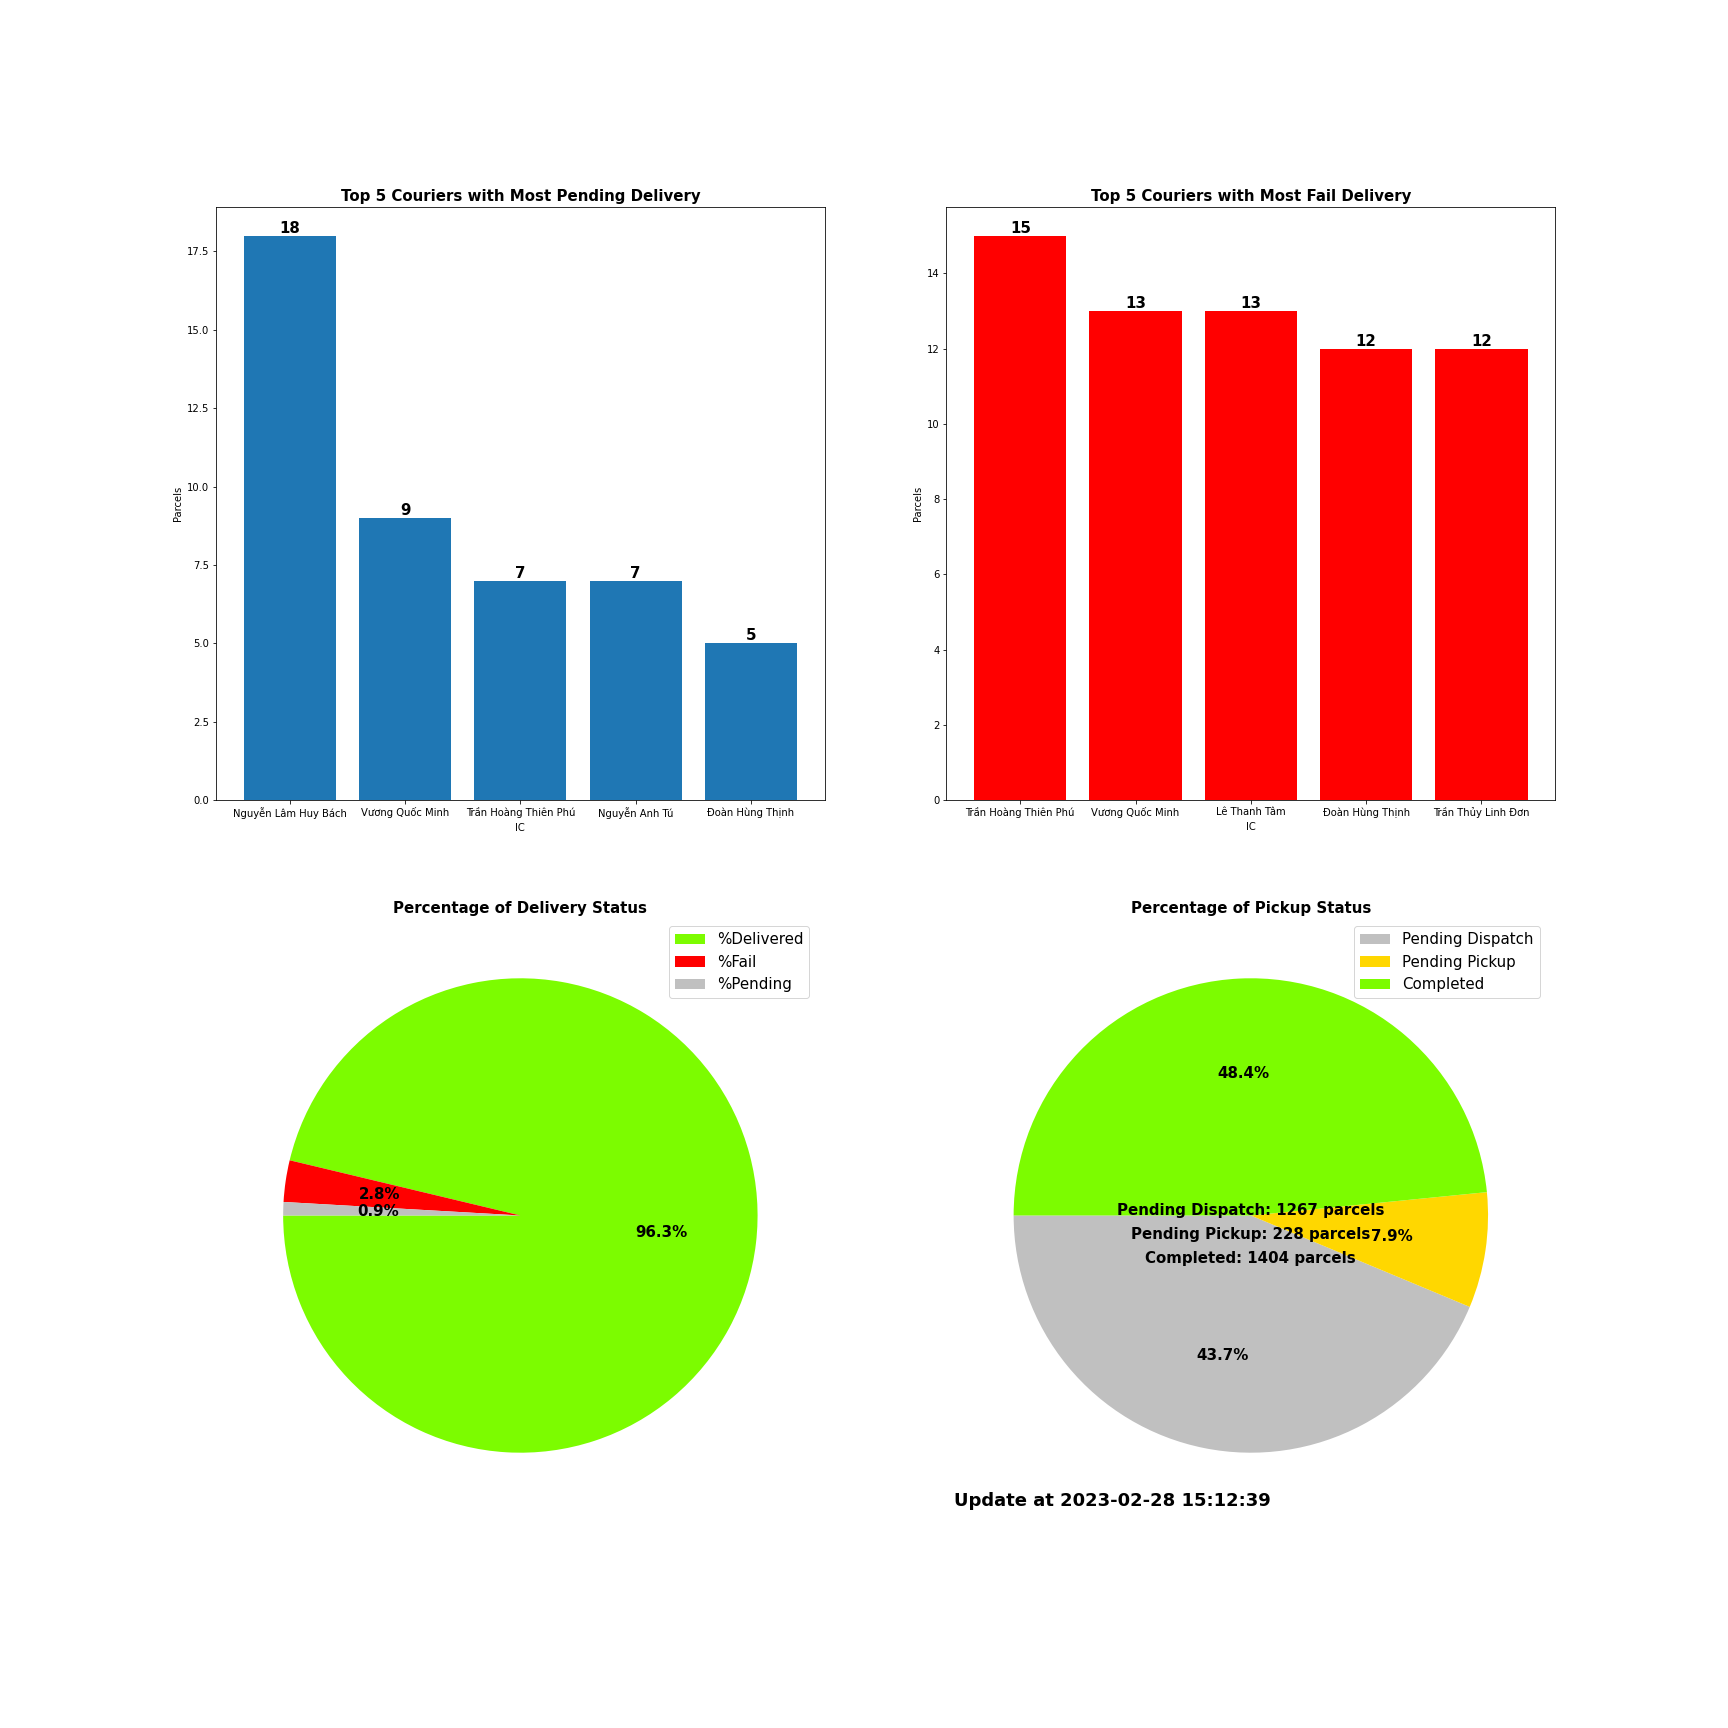 Top 5 Couriers with Most Pending Delivery
18
9
7
7
5
17.5
15.0
12.5
10.0
7.5
5.0
2.5
0.0
Parcels
Nguyễn Lâm Huy Bách
Vương Quốc Minh
Trần Hoàng Thiên Phú
Nguyễn Anh Tú
Đoàn Hùng Thịnh
IC
Top 5 Couriers with Most Fail Delivery
15
13
13
12
12
14
12
10
8
6
4
2
0
Parcels
Trần Hoàng Thiên Phú
Vương Quốc Minh
Lê Thanh Tâm
Đoàn Hùng Thịnh
Trần Thủy Linh Đơn
IC
Percentage of Delivery Status
%Delivered
%Fail
%Pending
2.8%
0.9%
96.3%
Percentage of Pickup Status
Pending Dispatch
Pending Pickup
Completed
48.4%
Pending Dispatch: 1267 parcels
Pending Pickup: 228 parcels
7.9%
Completed: 1404 parcels
43.7%
Update at 2023-02-28 15:12:39